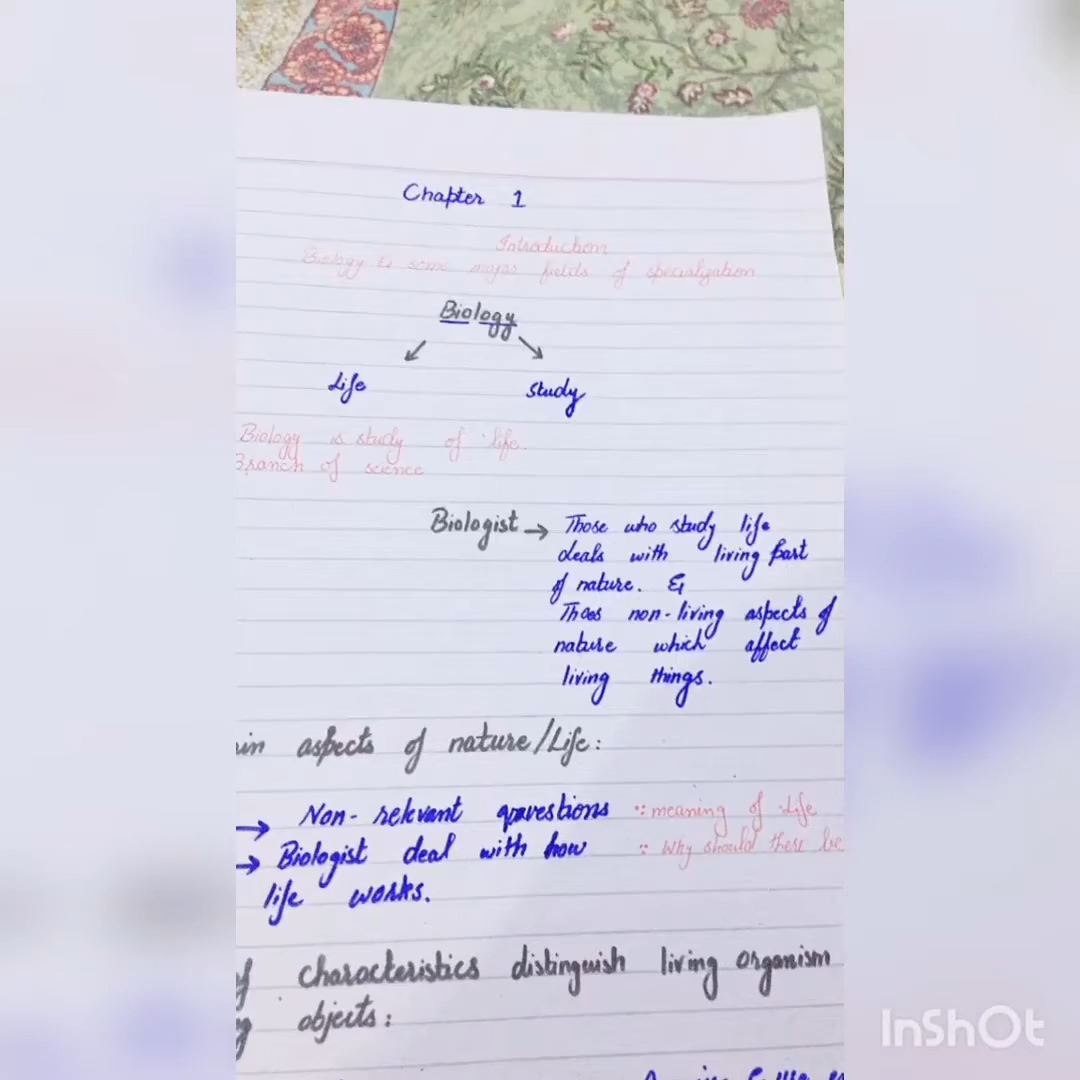 Chapter 1
Introduction
Biology & some major fields of specialization
Biology
Life
Study
Biology is study of life.
Branch of science
Biologist → Those who study life
deals with living part
of nature. &
Thoes non-living aspects of
nature which affect
living things.
aspects of nature/Life:
→ Non-relevant qauvestions
∵ meaning of Life
→ Biologist deal with how
∵ Why should there be
life works.
characteristics distinguish living organism
objects:
InShOt